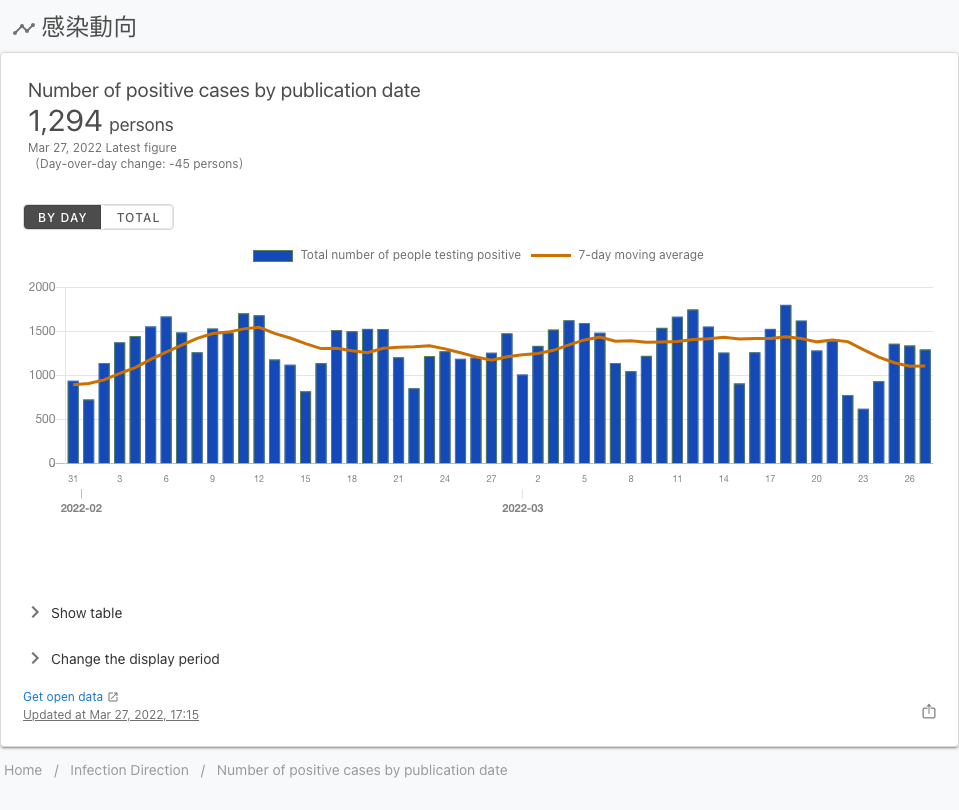 感染動向
Number of positive cases by publication date
1,294 persons
Mar 27, 2022 Latest figure
(Day-over-day change: -45 persons)
BY DAY TOTAL
Total number of people testing positive 7-day moving average
2000
1500
1000
500
0
31 3 6 9 12 15 18 21 24 27 2 5 8 11 14 17 20 23 26
2022-02 2022-03
Show table
Change the display period
Get open data
Updated at Mar 27, 2022, 17:15
Home / Infection Direction / Number of positive cases by publication date